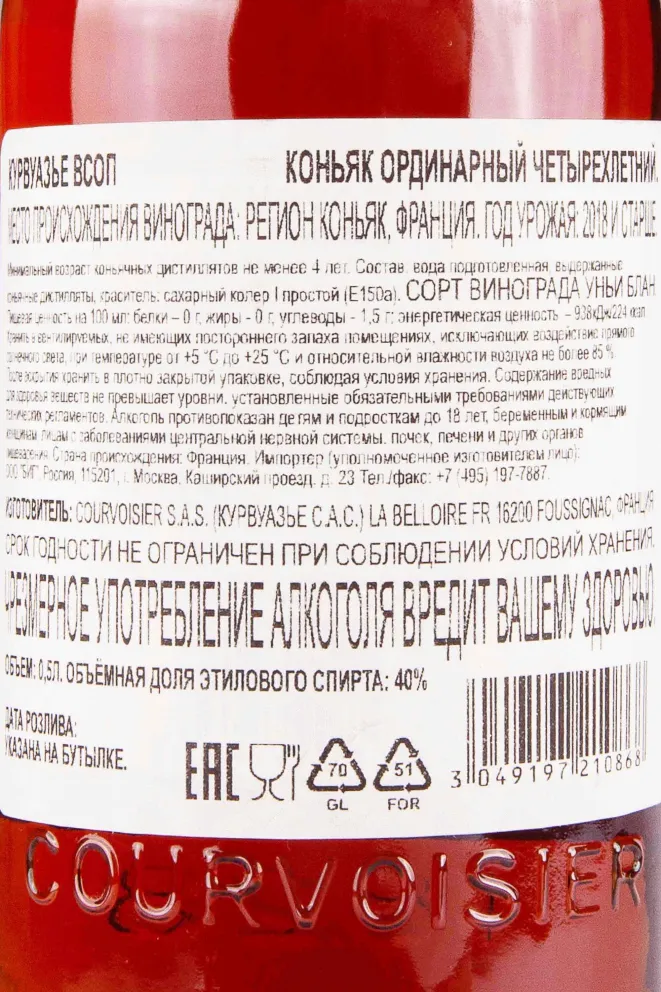 КУРВУАЗЬЕ ВСОП КОНЬЯК ОРДИНАРНЫЙ ЧЕТЫРЕХЛЕТНИЙ.
МЕСТО ПРОИСХОЖДЕНИЯ ВИНОГРАДА: РЕГИОН КОНЬЯК, ФРАНЦИЯ. ГОД УРОЖАЯ: 2018 И СТАРШЕ
Минимальный возраст коньячных дистиллятов не менее 4 лет. Состав: вода подготовленная, выдержанные
коньячные дистилляты, краситель: сахарный колер I простой (Е150а). СОРТ ВИНОГРАДА УНЬИ БЛАН.
Пищевая ценность на 100 мл: белки – 0 г, жиры - 0 г, углеводы - 1,5 г; энергетическая ценность – 938кДж/224 ккал
Хранить в вентилируемых, не имеющих постороннего запаха помещениях, исключающих воздействие прямого
солнечного света, при температуре от +5 °С до +25 °С и относительной влажности воздуха не более 85 %
После вскрытия хранить в плотно закрытой упаковке, соблюдая условия хранения. Содержание вредных
для здоровья веществ не превышает уровни, установленные обязательными требованиями действующих
технических регламентов. Алкоголь противопоказан детям и подросткам до 18 лет, беременным и кормящим
женщинам, лицам с заболеваниями центральной нервной системы, почек, печени и других органов
пищеварения. Страна происхождения: Франция. Импортер (уполномоченное изготовителем лицо):
ООО "БИГ", Россия, 115201, г. Москва, Каширский проезд, д. 23 Тел./факс: +7 (495) 197-7887.
ИЗГОТОВИТЕЛЬ: COURVOISIER S.A.S. (КУРВУАЗЬЕ С.А.С.) LA BELLOIRE FR 16200 FOUSSIGNAC, ФРАНЦИЯ
СРОК ГОДНОСТИ НЕ ОГРАНИЧЕН ПРИ СОБЛЮДЕНИИ УСЛОВИЙ ХРАНЕНИЯ.
ЧРЕЗМЕРНОЕ УПОТРЕБЛЕНИЕ АЛКОГОЛЯ ВРЕДИТ ВАШЕМУ ЗДОРОВЬЮ
ОБЪЕМ: 0,5Л. ОБЪЁМНАЯ ДОЛЯ ЭТИЛОВОГО СПИРТА: 40%
ДАТА РОЗЛИВА:
УКАЗАНА НА БУТЫЛКЕ.
EAC
70
GL
51
FOR
3 049197 210868
COURVOISIER